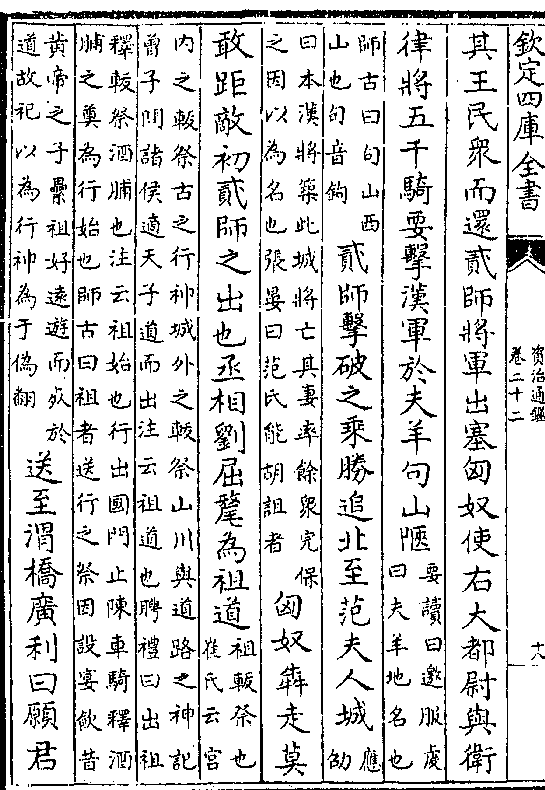 欽定四庫全書
資治通鑑
卷二十二
十八
其王民衆而還貳師將軍出塞匈奴使右大都尉與衛
律將五千騎要擊漢軍於夫羊句山陿
要讀曰邀服虔
曰夫羊地名也
師古曰句山西
山也句音鉤
貳師擊破之乘勝追北至范夫人城
應
劭
曰本漢將築此城將亡其妻率餘衆完保
之因以為名也張晏曰范氏能胡詛者
匈奴犇走莫
敢距敵初貳師之出也丞相劉屈氂為祖道
祖軷祭也
崔氏云宮
內之軷祭古之行神城外之軷祭山川與道路之神記
曾子問諸侯適天子道而出注云祖道也聘禮曰出祖
釋軷祭酒脯也注云祖始也行出國門止陳車騎釋酒
脯之奠為行始也師古曰祖者送行之祭因設宴飲昔
黃帝之子纍祖好遠遊而死於
道故祀以為行神為于偽翻
送至渭橋廣利曰願君